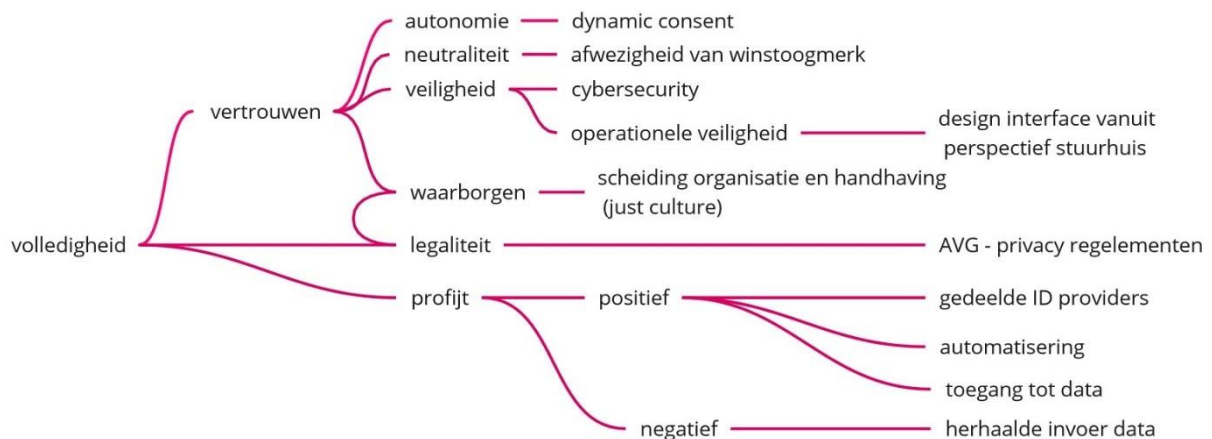 autonomie
dynamic consent
neutraliteit
afwezigheid van winstoogmerk
veiligheid
cybersecurity
vertrouwen
operationele veiligheid
design interface vanuit
perspectief stuurhuis
waarborgen
scheiding organisatie en handhaving
(just culture)
volledigheid
legaliteit
AVG - privacy regelementen
profijt
positief
gedeelde ID providers
automatisering
toegang tot data
negatief
herhaalde invoer data